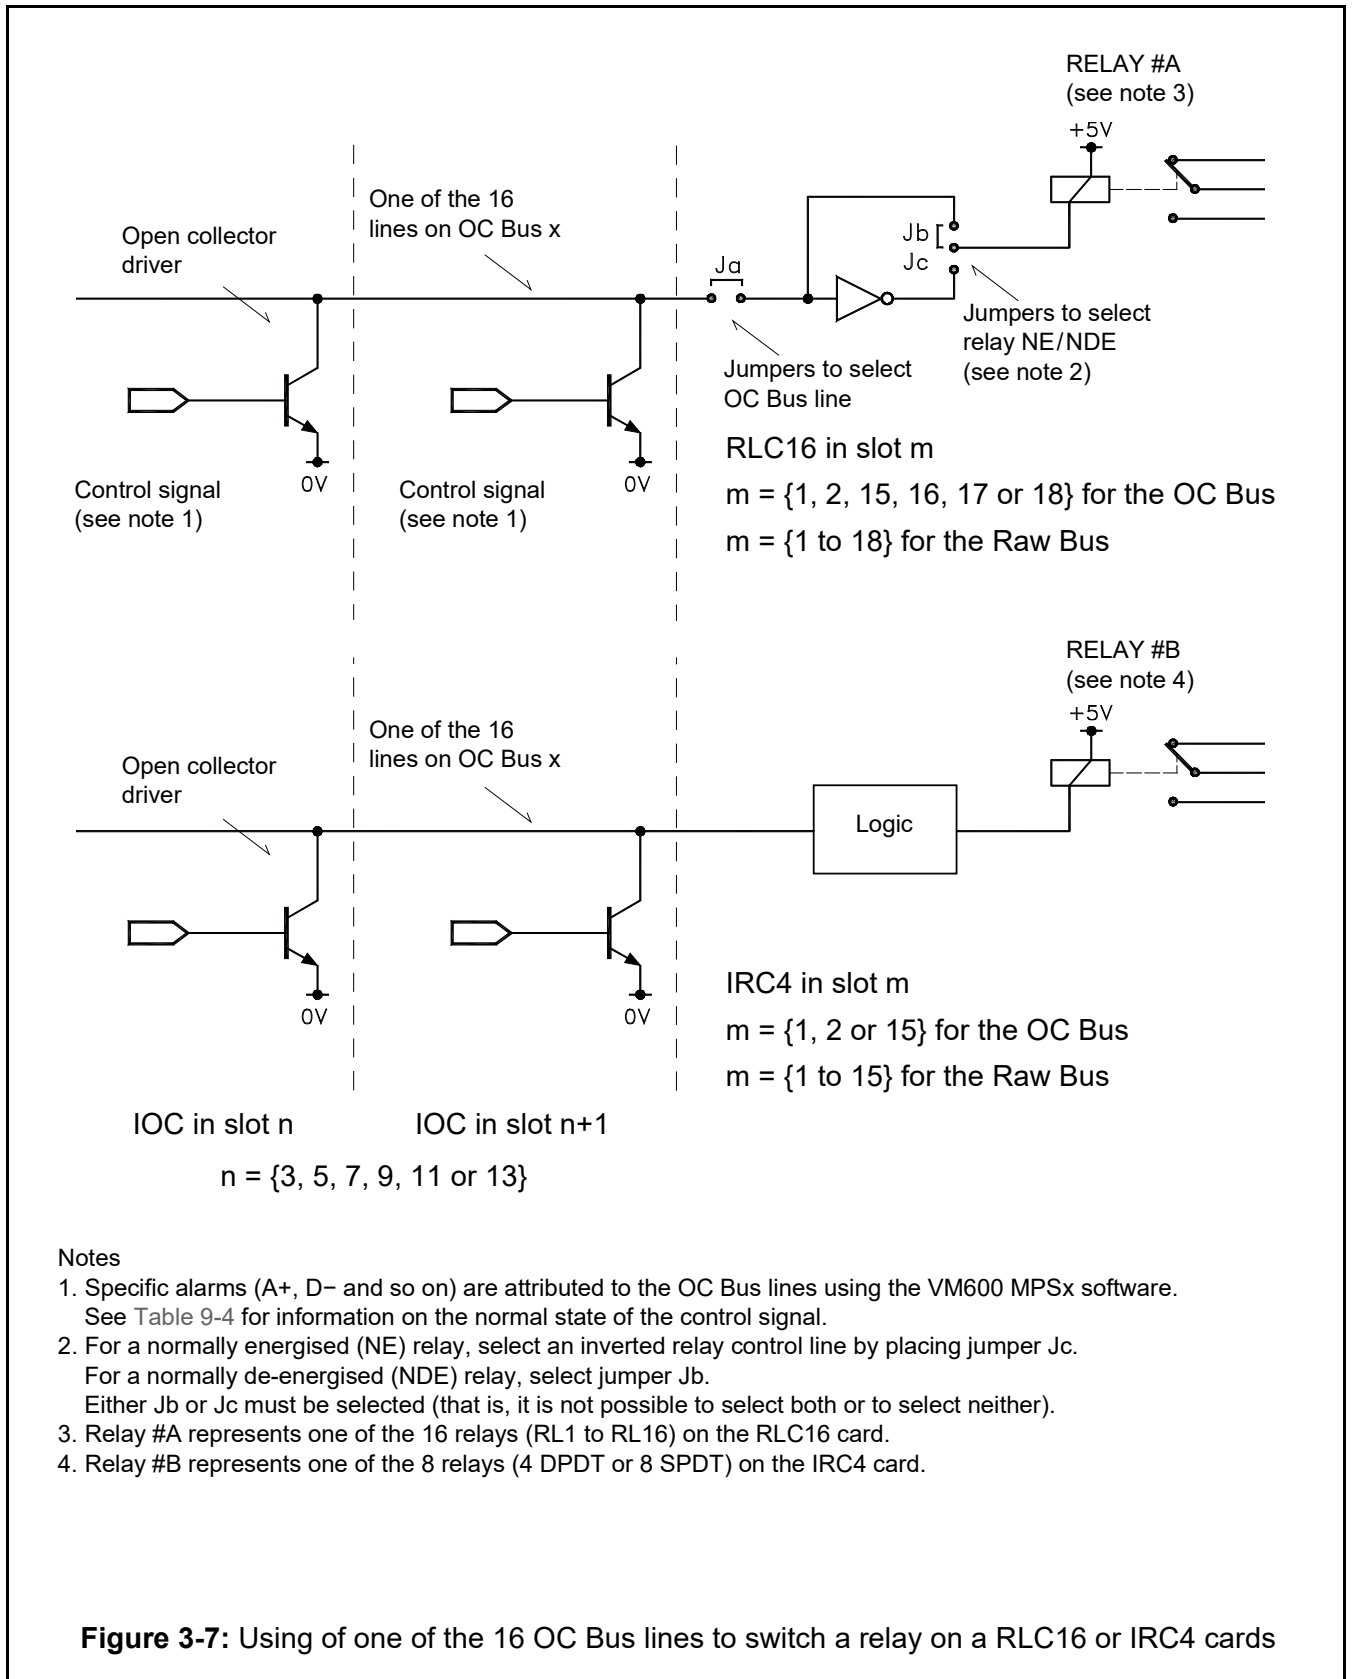 RELAY #A
(see note 3)
+5V
One of the 16
lines on OC Bus x
Open collector
driver
Ja
Jb
Jc
Jumpers to select
relay NE/NDE
(see note 2)
Jumpers to select
OC Bus line
0V
0V
Control signal
(see note 1)
Control signal
(see note 1)
RLC16 in slot m
m = {1, 2, 15, 16, 17 or 18} for the OC Bus
m = {1 to 18} for the Raw Bus
RELAY #B
(see note 4)
+5V
One of the 16
lines on OC Bus x
Open collector
driver
Logic
0V
0V
IRC4 in slot m
m = {1, 2 or 15} for the OC Bus
m = {1 to 15} for the Raw Bus
IOC in slot n
IOC in slot n+1
n = {3, 5, 7, 9, 11 or 13}
Notes
1. Specific alarms (A+, D− and so on) are attributed to the OC Bus lines using the VM600 MPSx software.
See Table 9-4 for information on the normal state of the control signal.
2. For a normally energised (NE) relay, select an inverted relay control line by placing jumper Jc.
For a normally de-energised (NDE) relay, select jumper Jb.
Either Jb or Jc must be selected (that is, it is not possible to select both or to select neither).
3. Relay #A represents one of the 16 relays (RL1 to RL16) on the RLC16 card.
4. Relay #B represents one of the 8 relays (4 DPDT or 8 SPDT) on the IRC4 card.
Figure 3-7: Using of one of the 16 OC Bus lines to switch a relay on a RLC16 or IRC4 cards